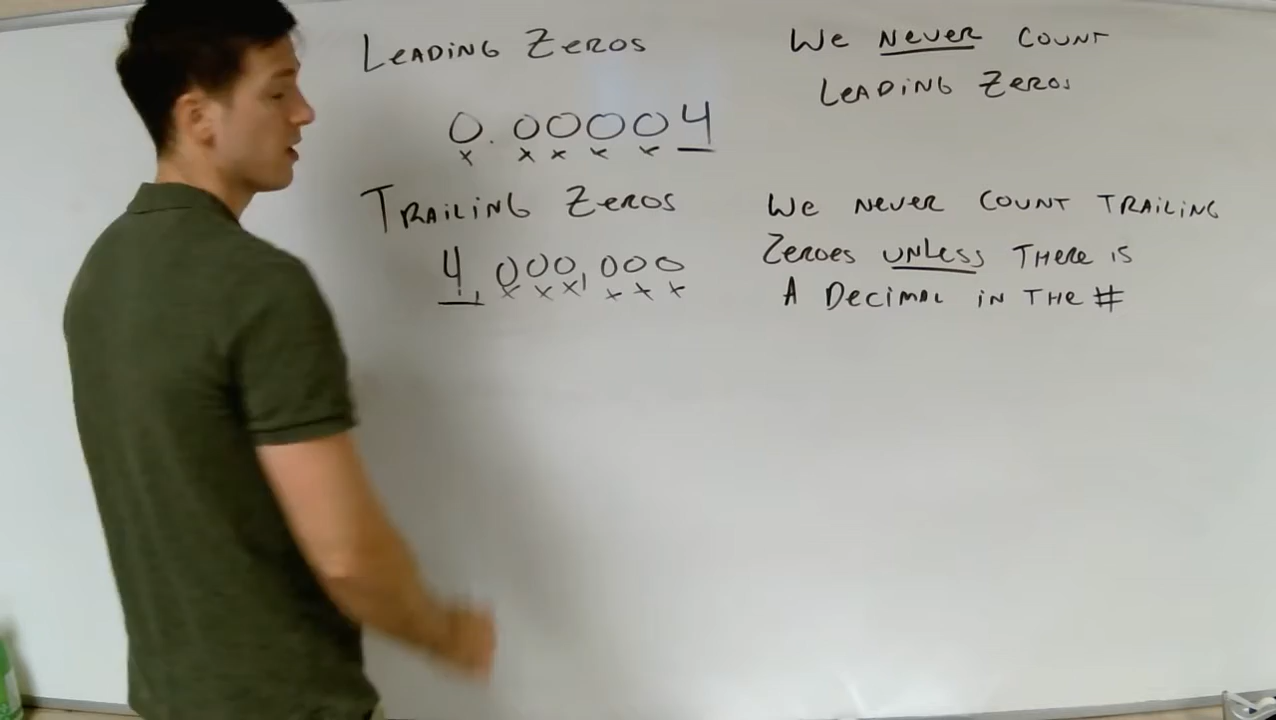 LEADING ZEROS
0.00004
TRAILING ZEROS
4,000,000
WE NEVER COUNT
LEADING ZEROS
WE NEVER COUNT TRAILING
ZEROES UNLESS THERE IS
A DECIMAL IN THE #